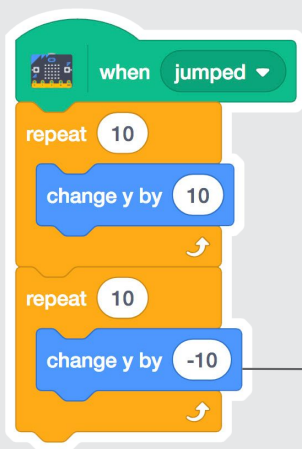 when jumped
repeat 10
change y by 10
repeat 10
change y by -10